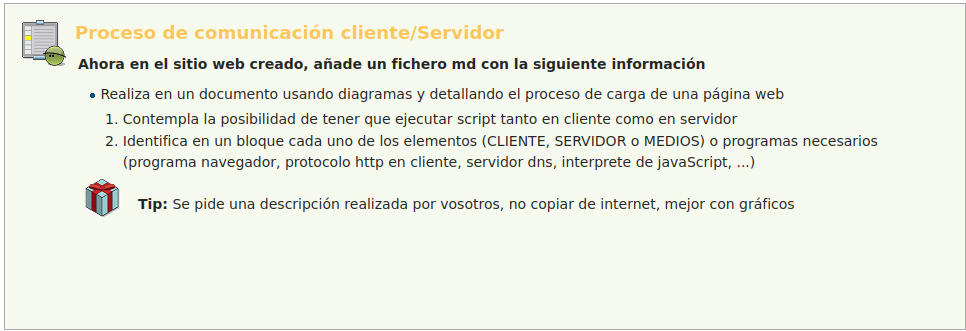 Proceso de comunicación cliente/Servidor
Ahora en el sitio web creado, añade un fichero md con la siguiente información
• Realiza en un documento usando diagramas y detallando el proceso de carga de una página web
1. Contempla la posibilidad de tener que ejecutar script tanto en cliente como en servidor
2. Identifica en un bloque cada uno de los elementos (CLIENTE, SERVIDOR o MEDIOS) o programas necesarios
(programa navegador, protocolo http en cliente, servidor dns, interprete de javaScript, ...)
Tip: Se pide una descripción realizada por vosotros, no copiar de internet, mejor con gráficos